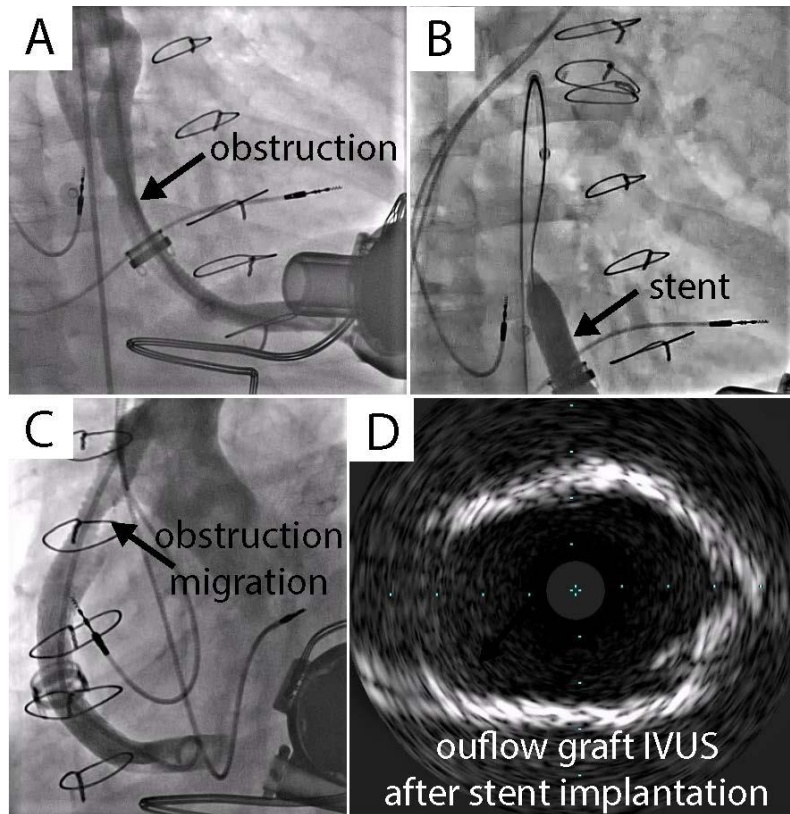 A
obstruction
B
stent
C
obstruction
migration
D
ouflow graft IVUS
after stent implantation